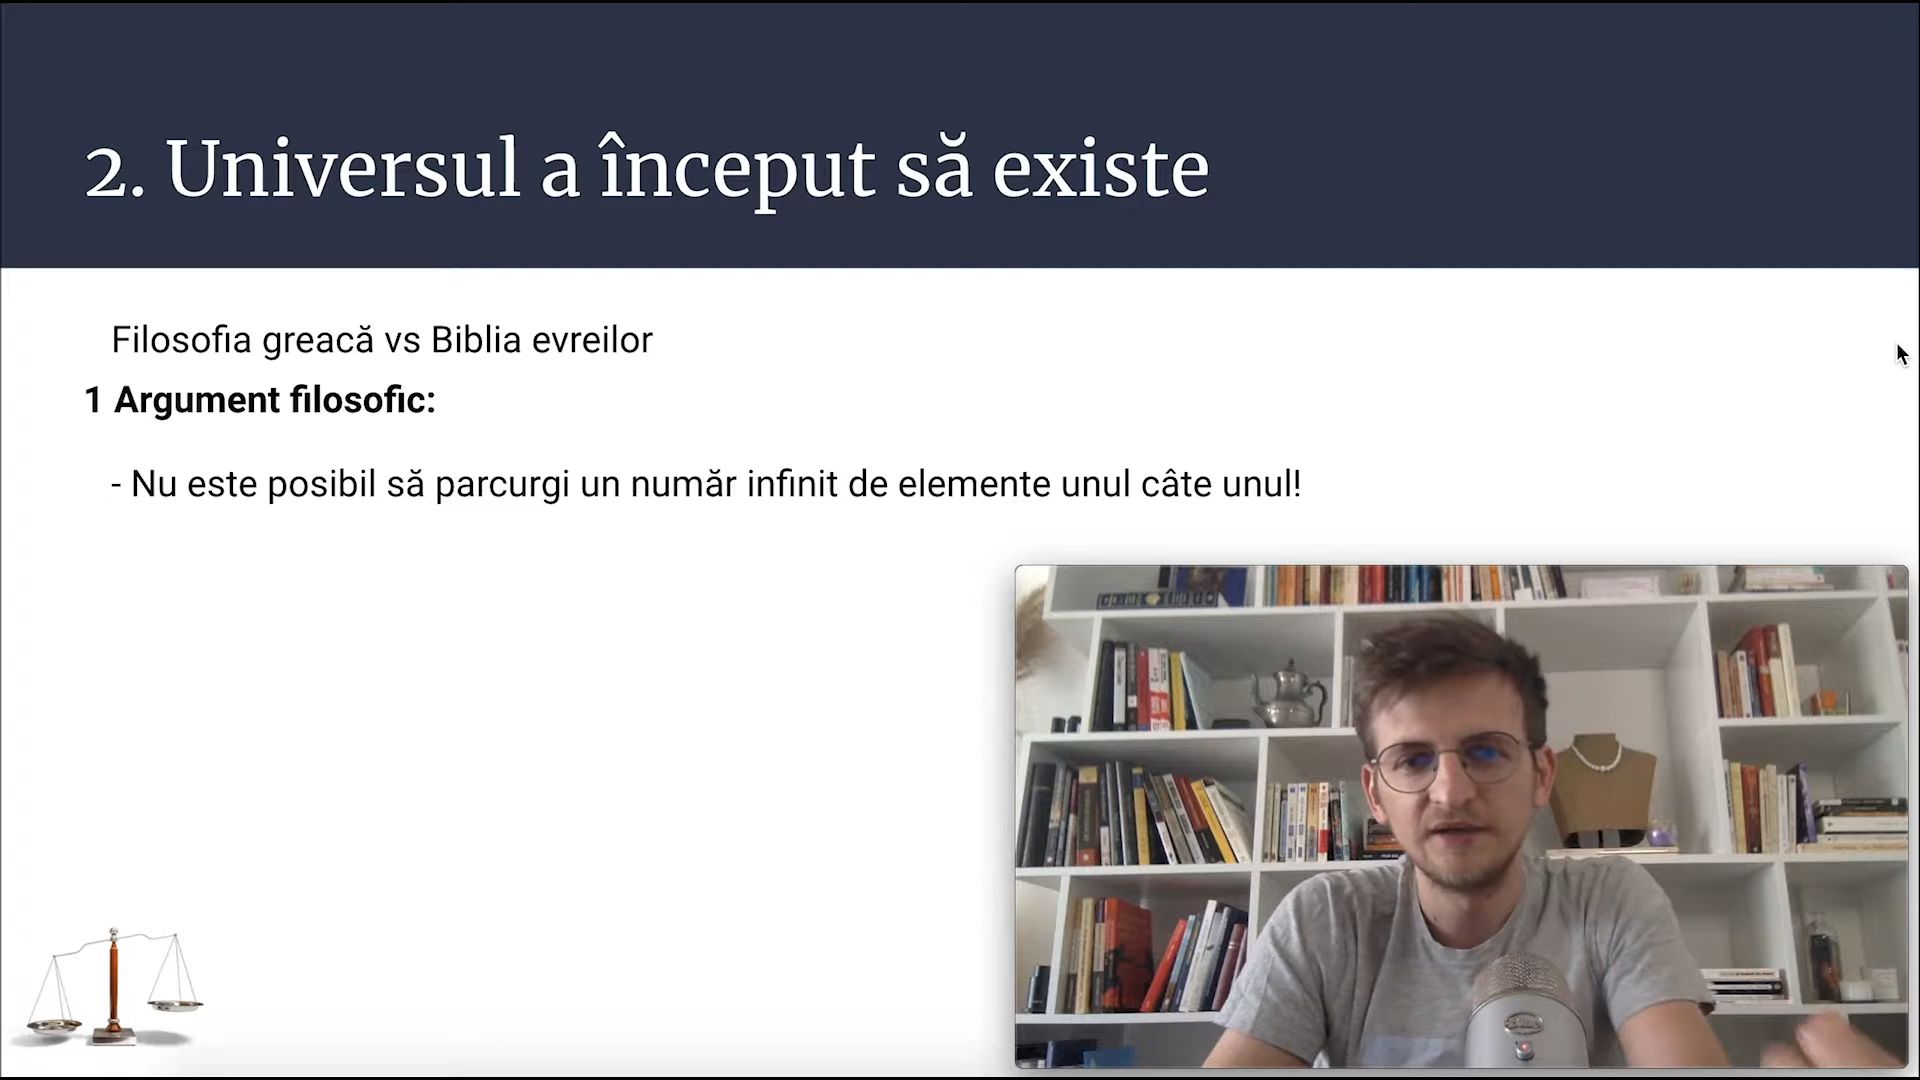 2. Universul a început să existe
Filosofia greacă vs Biblia evreilor
1 Argument filosofic:
- Nu este posibil să parcurgi un număr infinit de elemente unul câte unul!